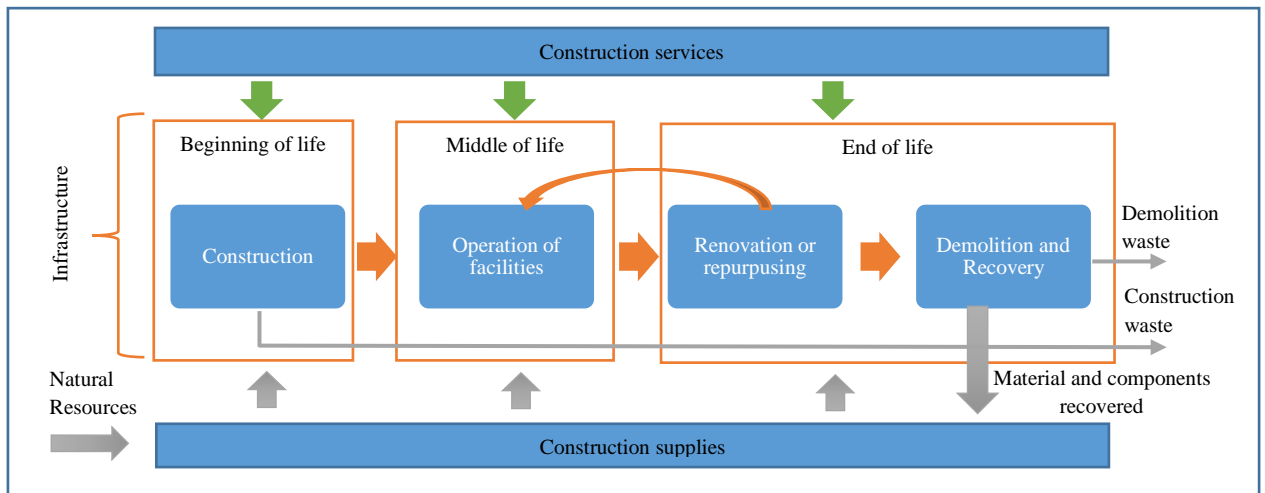 Construction services
Beginning of life
Middle of life
End of life
Infrastructure
Construction
Operation of
facilities
Renovation or
repurpusing
Demolition and
Recovery
Demolition
waste
Construction
waste
Natural
Resources
Material and components
recovered
Construction supplies